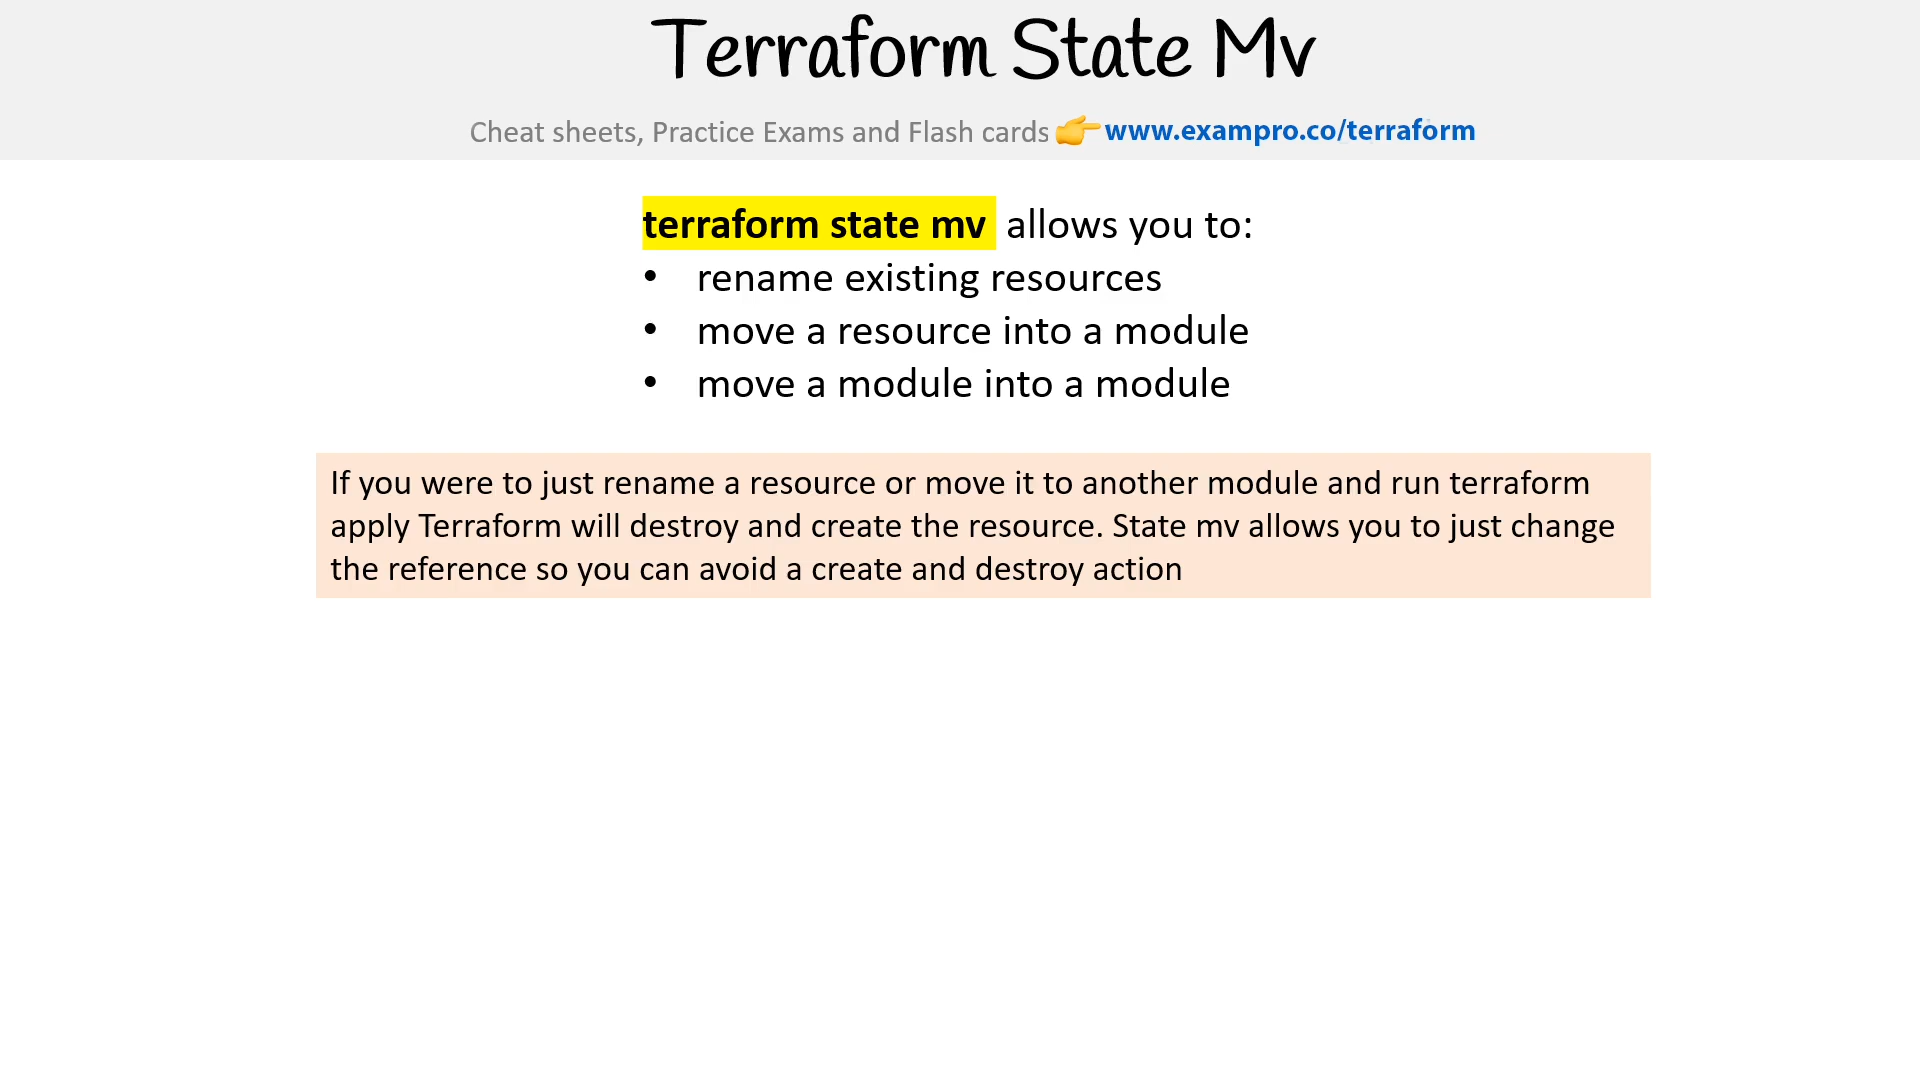 Terraform State Mv
Cheat sheets, Practice Exams and Flash cards 👉 www.exampro.co/terraform
terraform state mv allows you to:
• rename existing resources
• move a resource into a module
• move a module into a module
If you were to just rename a resource or move it to another module and run terraform
apply Terraform will destroy and create the resource. State mv allows you to just change
the reference so you can avoid a create and destroy action